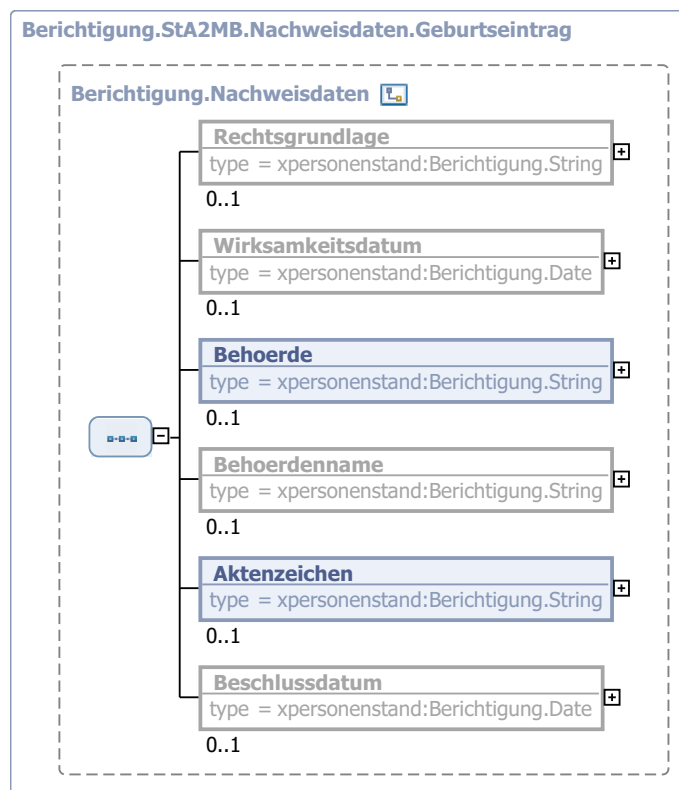 Berichtigung.StA2MB.Nachweisdaten.Geburtseintrag
Berichtigung.Nachweisdaten
Rechtsgrundlage
type = xpersonenstand:Berichtigung.String
0..1
Wirksamkeitsdatum
type = xpersonenstand:Berichtigung.Date
0..1
Behoerde
type = xpersonenstand:Berichtigung.String
0..1
Behoerdenname
type = xpersonenstand:Berichtigung.String
0..1
Aktenzeichen
type = xpersonenstand:Berichtigung.String
0..1
Beschlussdatum
type = xpersonenstand:Berichtigung.Date
0..1